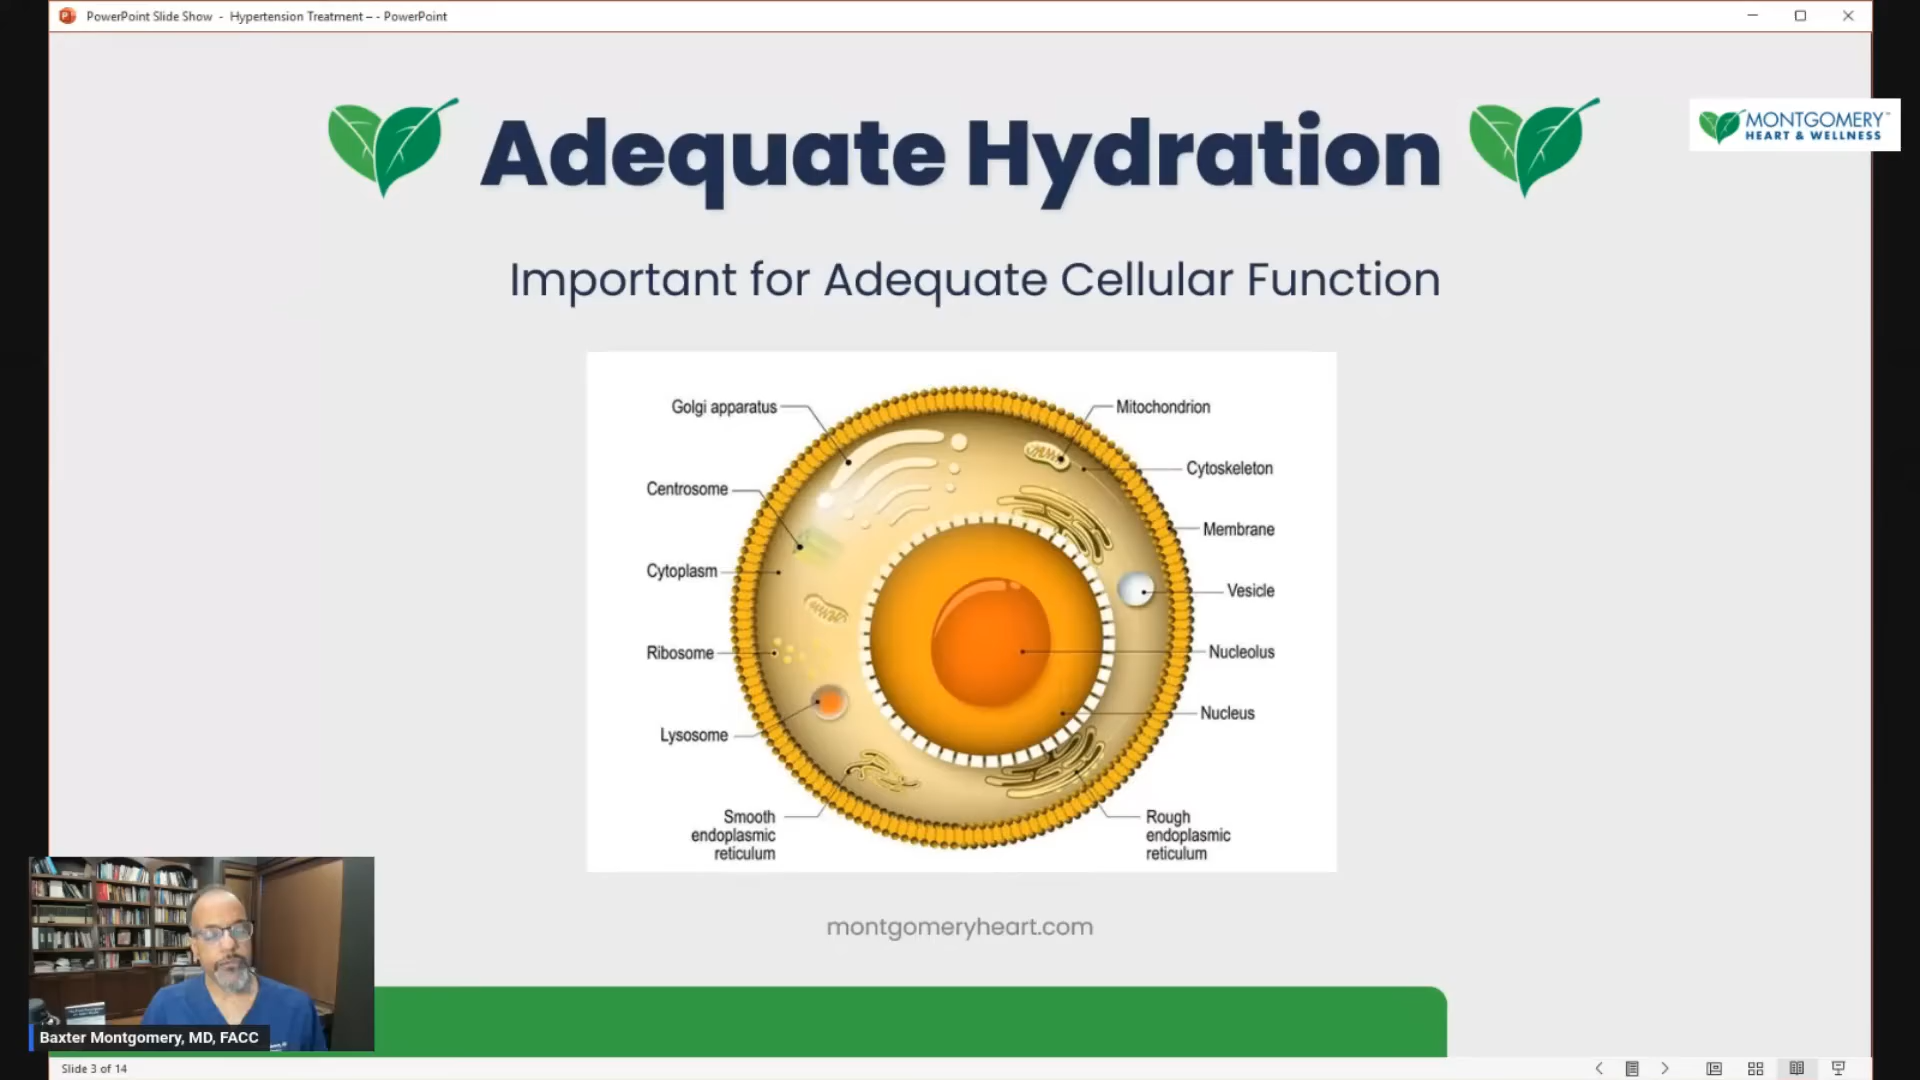 PowerPoint Slide Show - Hypertension Treatment – - PowerPoint
Adequate Hydration
MONTGOMERY™
HEART & WELLNESS
Important for Adequate Cellular Function
Golgi apparatus
Mitochondrion
Cytoskeleton
Centrosome
Membrane
Cytoplasm
Vesicle
Ribosome
Nucleolus
Nucleus
Lysosome
Smooth
endoplasmic
reticulum
Rough
endoplasmic
reticulum
montgomeryheart.com
Baxter Montgomery, MD, FACC
Slide 3 of 14